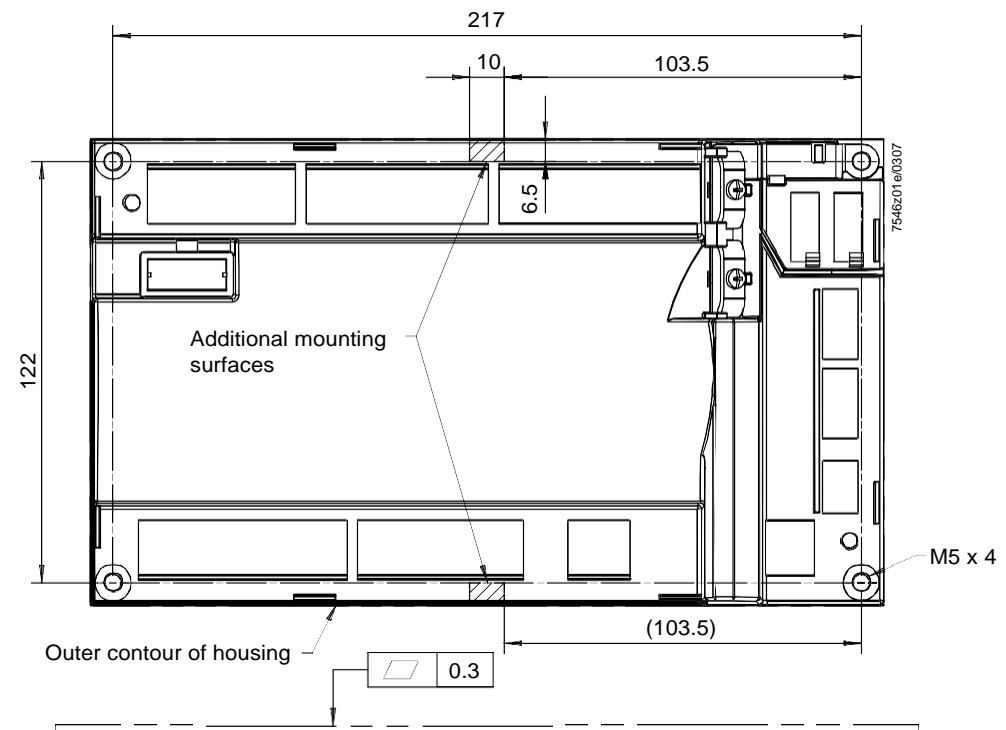 217
10
103.5
6.5
7546z01e/0307
Additional mounting
surfaces
122
M5 x 4
(103.5)
Outer contour of housing
0.3